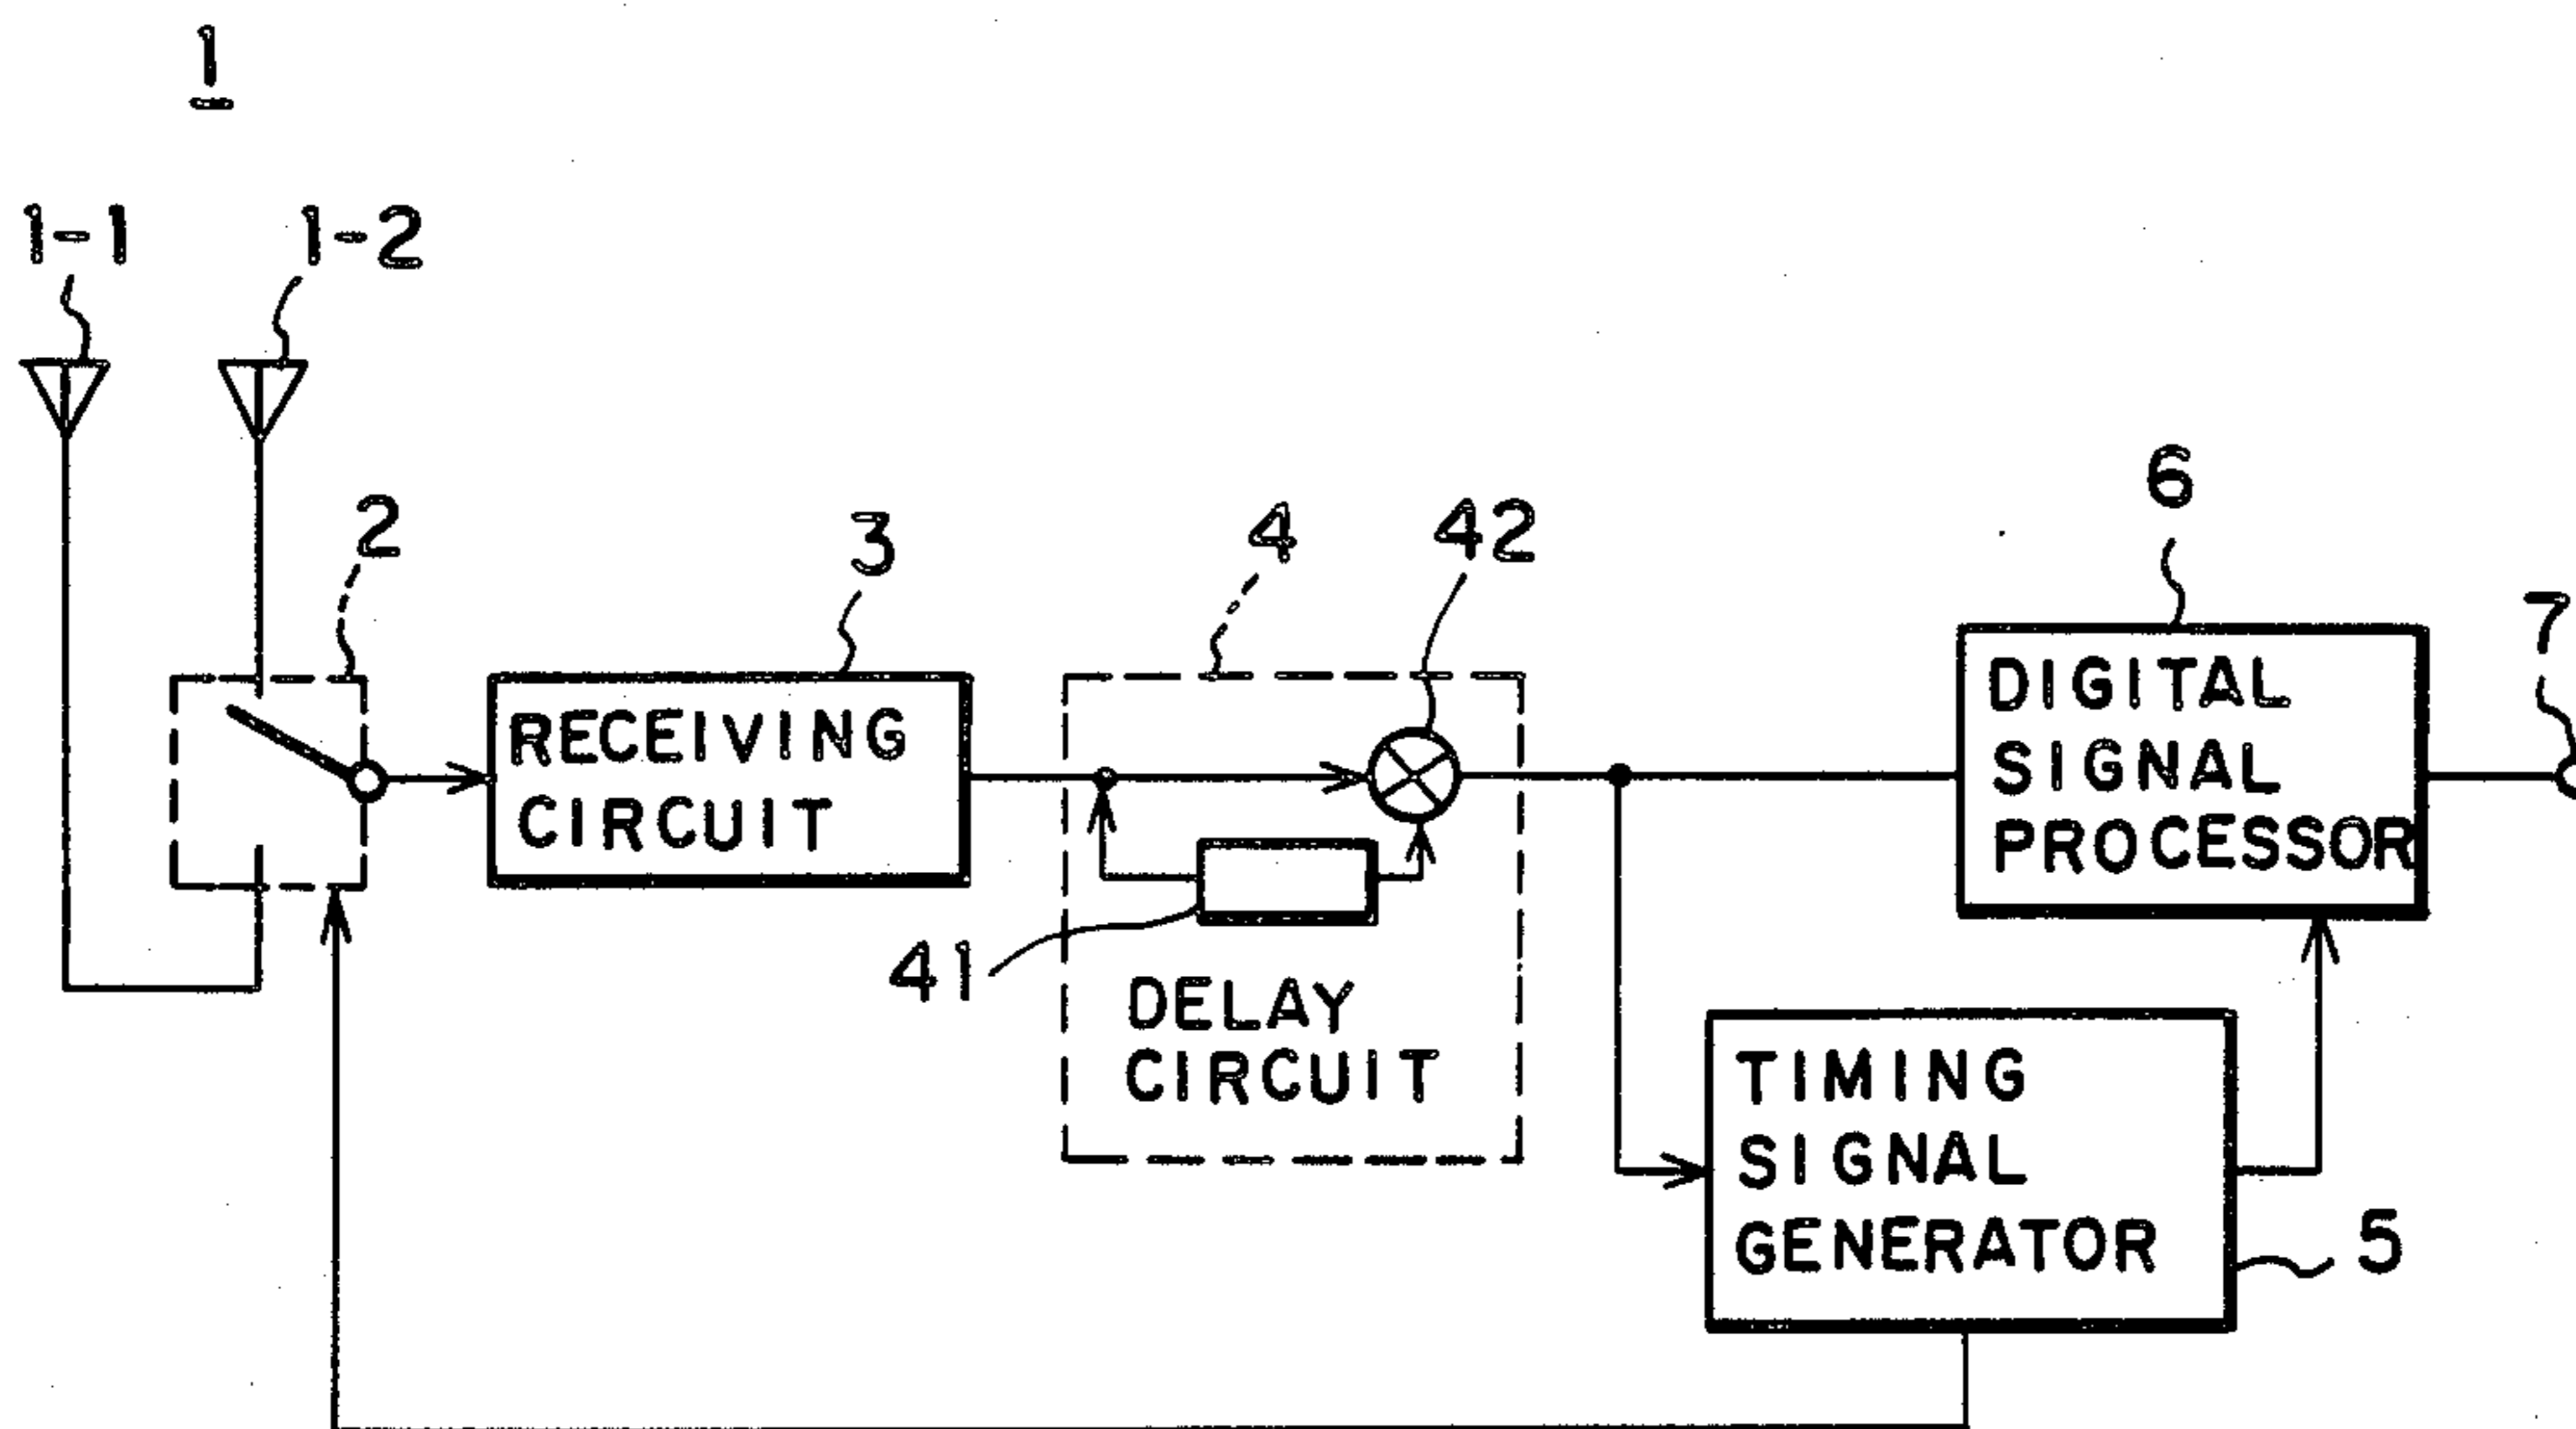 1
1-1
1-2
2
3
4
42
6
7
RECEIVING
CIRCUIT
DIGITAL
SIGNAL
PROCESSOR
41
DELAY
CIRCUIT
TIMING
SIGNAL
GENERATOR
5